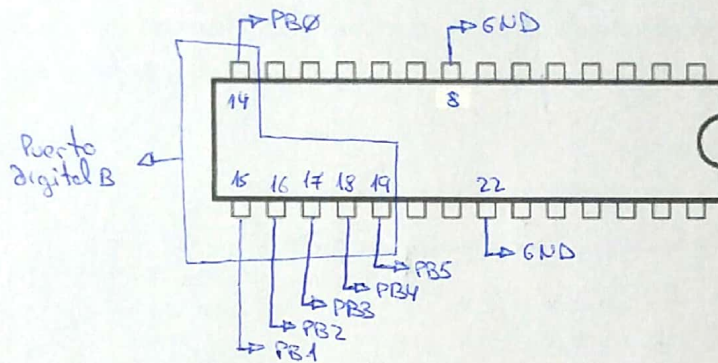 PBØ
GND
14
8
Puerto
digital B
15 16 17 18 19 22
GND
PB5
PB4
PB3
PB2
PB1